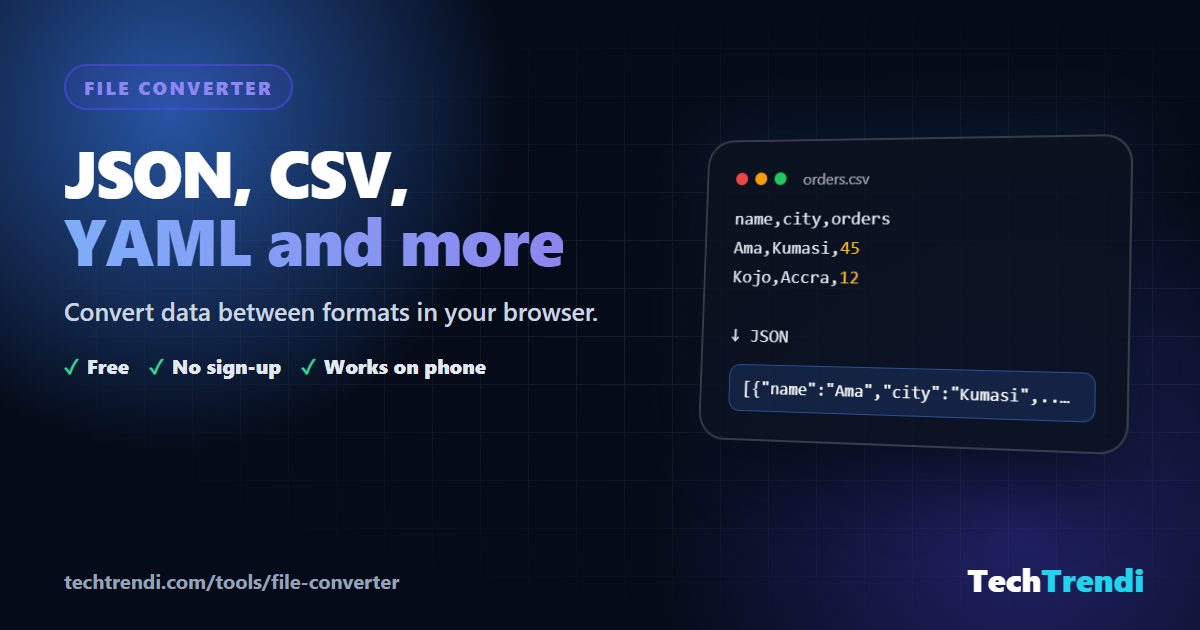 FILE CONVERTER
JSON, CSV,
YAML and more
Convert data between formats in your browser.
✓ Free ✓ No sign-up ✓ Works on phone
orders.csv
name,city,orders
Ama,Kumasi,45
Kojo,Accra,12
↓ JSON
[{"name":"Ama","city":"Kumasi",..…
techtrendi.com/tools/file-converter
TechTrendi